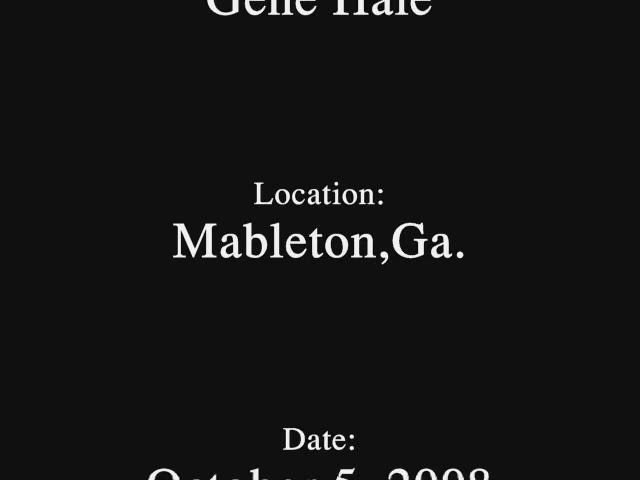 Gene Hale
Location:
Mableton,Ga.
Date:
October 5, 2008